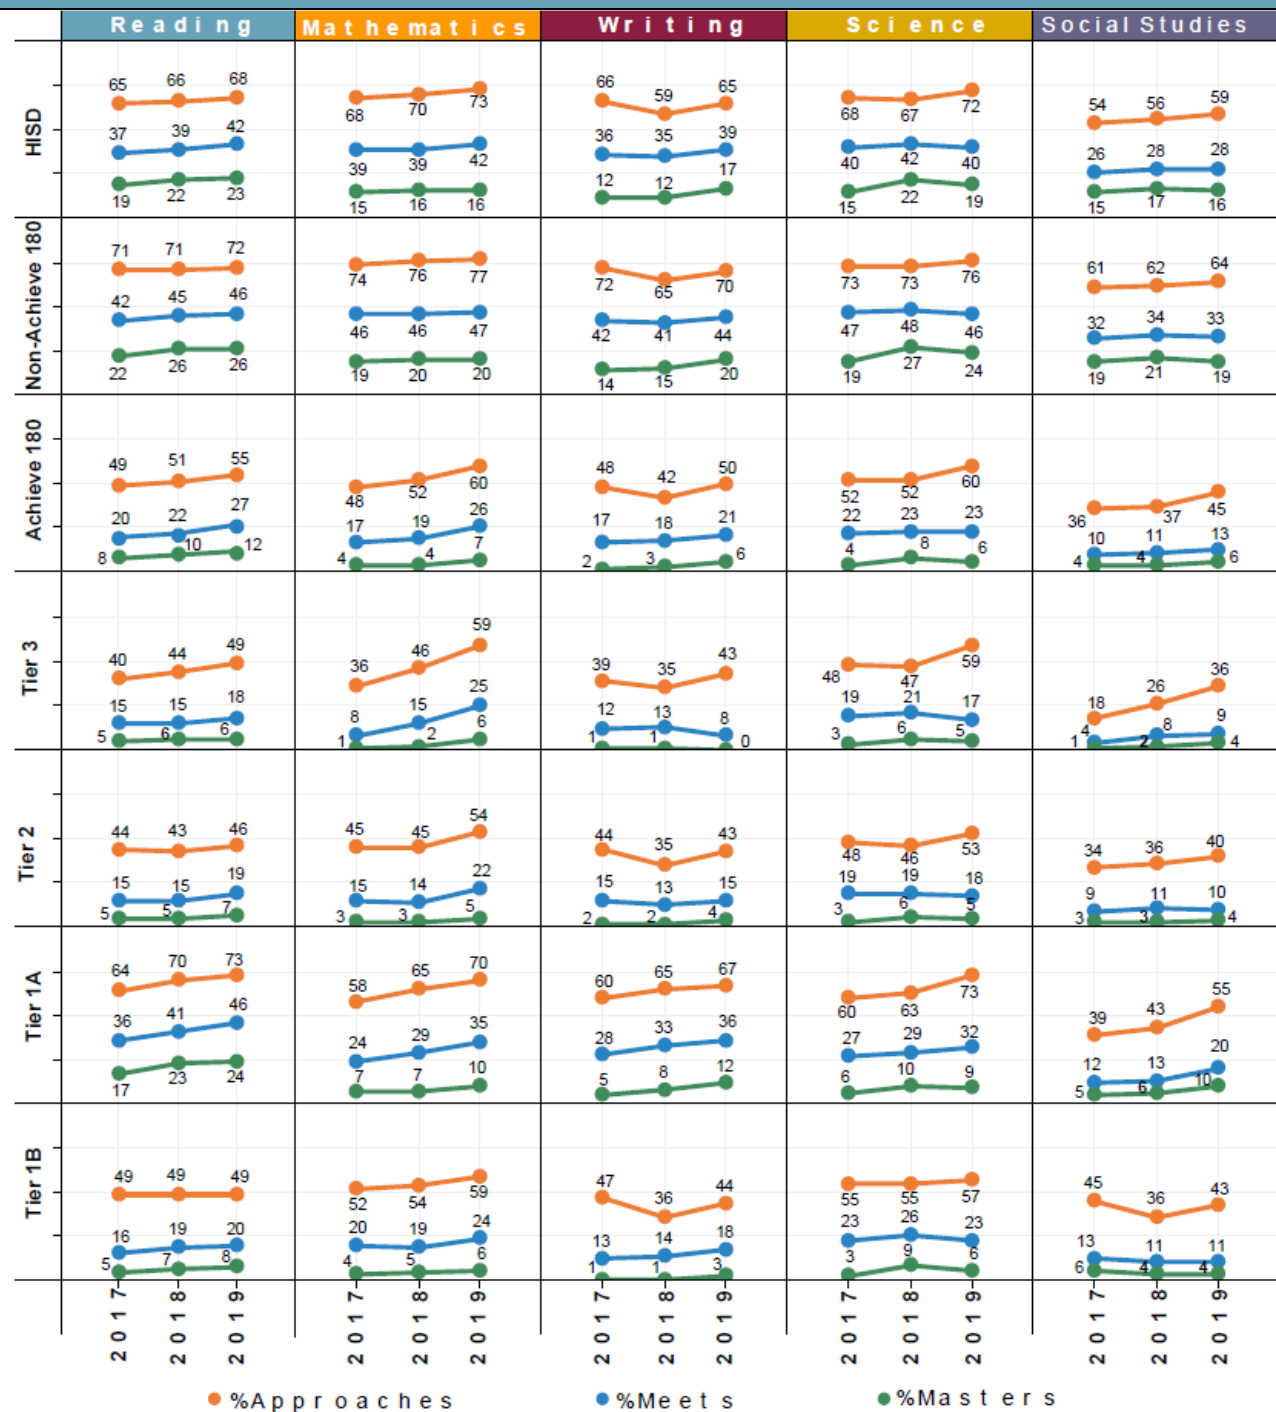 Reading Mathematics Writing Science Social Studies
HISD
65 66 68
37 39 42
19 22 23
68 70 73
39 39 42
15 16 16
66 59 65
36 35 39
12 12 17
68 67 72
40 42 40
15 22 19
54 56 59
26 28 28
15 17 16
Non-Achieve 180
71 71 72
42 45 46
22 26 26
74 76 77
46 46 47
19 20 20
72 65 70
42 41 44
14 15 20
73 73 76
47 48 46
19 27 24
61 62 64
32 34 33
19 21 19
Achieve 180
49 51 55
20 22 27
8 10 12
48 52 60
17 19 26
4 4 7
48 42 50
17 18 21
2 3 6
52 52 60
22 23 23
4 8 6
36 37 45
10 11 13
4 4 6
Tier 3
40 44 49
15 15 18
5 6 6
36 46 59
8 15 25
1 2 6
39 35 43
12 13 8
1 1 0
48 47 59
19 21 17
3 6 5
18 26 36
4 8 9
1 2 4
Tier 2
44 43 46
15 15 19
5 5 7
45 45 54
15 14 22
3 3 5
44 35 43
15 13 15
2 2 4
48 46 53
19 19 18
3 6 5
34 36 40
9 11 10
3 3 4
Tier 1A
64 70 73
36 41 46
17 23 24
58 65 70
24 29 35
7 7 10
60 65 67
28 33 36
5 8 12
60 63 73
27 29 32
6 10 9
39 43 55
12 13 20
5 6 10
Tier 1B
49 49 49
16 19 20
5 7 8
52 54 59
20 19 24
4 5 6
47 36 44
13 14 18
1 1 3
55 55 57
23 26 23
3 9 6
45 36 43
13 11 11
6 4 4
2017 2018 2019 2017 2018 2019 2017 2018 2019 2017 2018 2019 2017 2018 2019
%Approaches %Meets %Masters